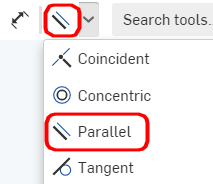 Search tools...
Coincident
Concentric
Parallel
Tangent